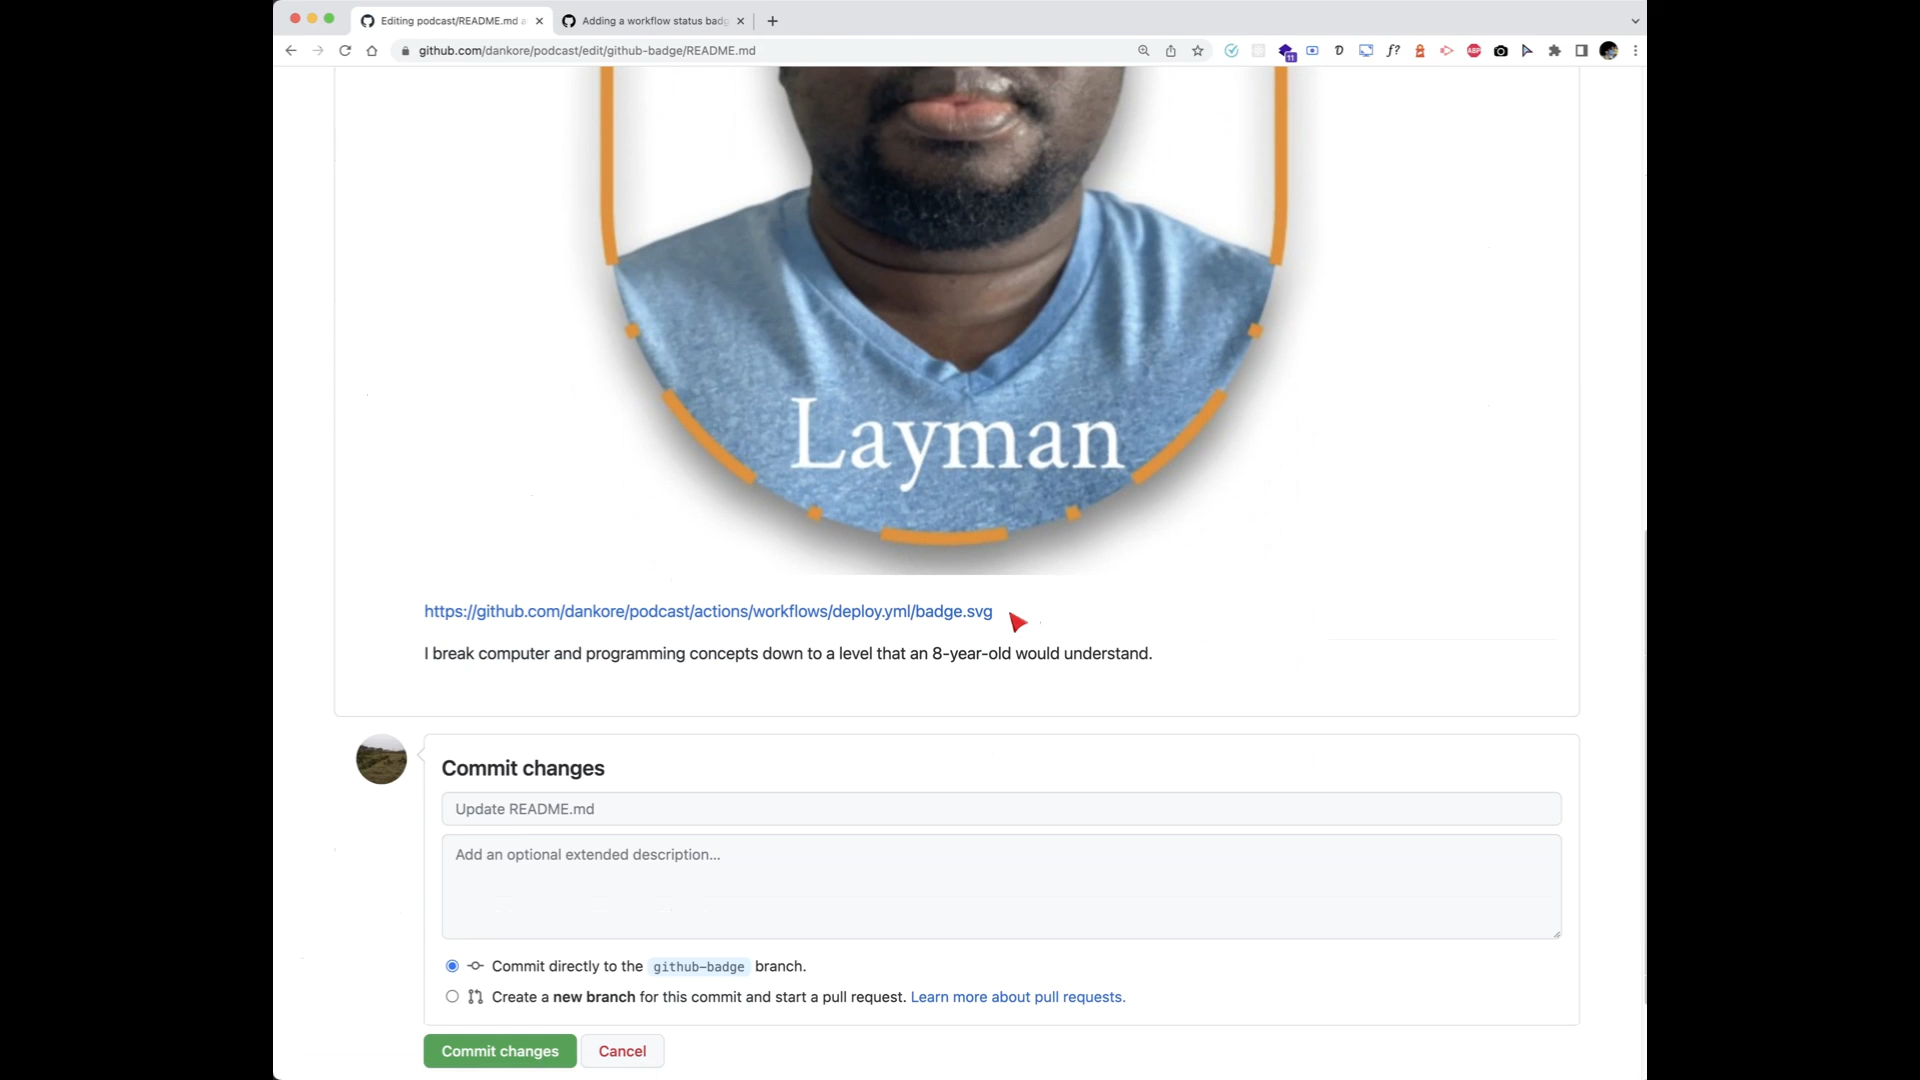 Editing podcast/README.md a
Adding a workflow status badg
github.com/dankore/podcast/edit/github-badge/README.md
11
D
f?
ABP
Layman
https://github.com/dankore/podcast/actions/workflows/deploy.yml/badge.svg
I break computer and programming concepts down to a level that an 8-year-old would understand.
Commit changes
Update README.md
Add an optional extended description...
Commit directly to the github-badge branch.
Create a new branch for this commit and start a pull request. Learn more about pull requests.
Commit changes
Cancel